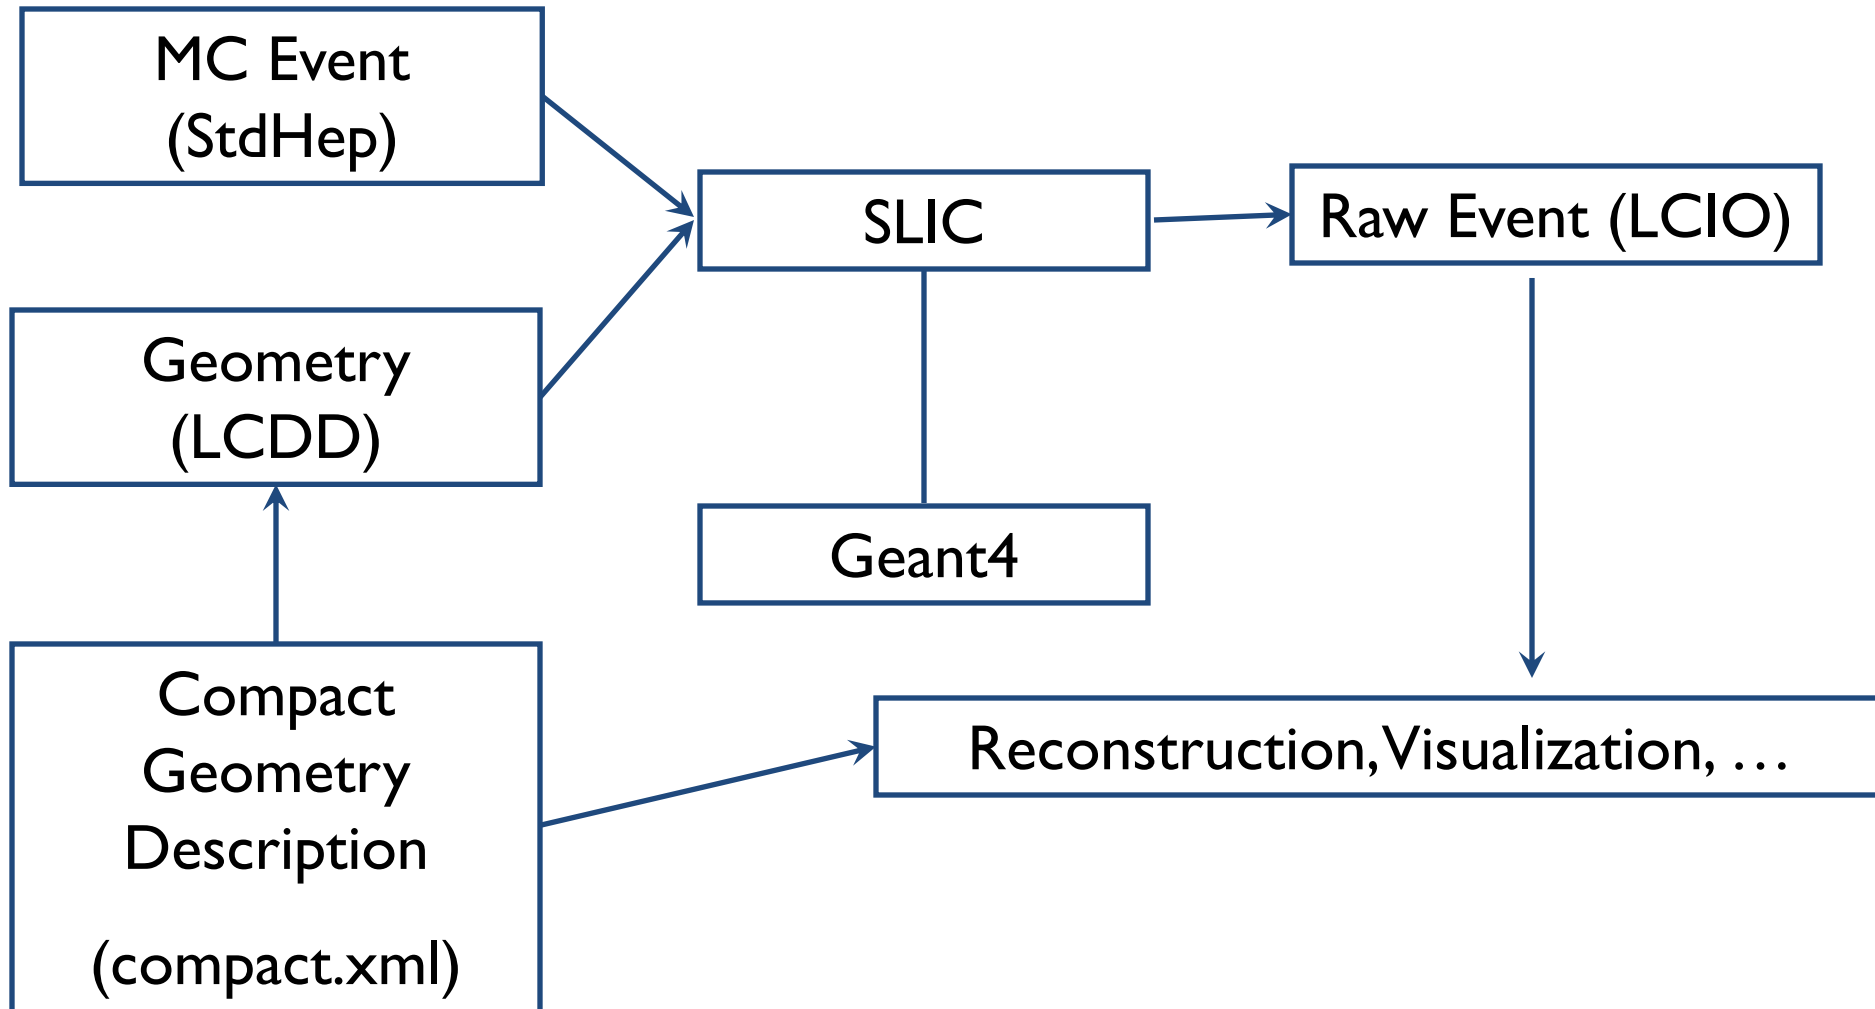 MC Event
(StdHep)
SLIC
Raw Event (LCIO)
Geometry
(LCDD)
Geant4
Compact
Geometry
Description
(compact.xml)
Reconstruction, Visualization, …